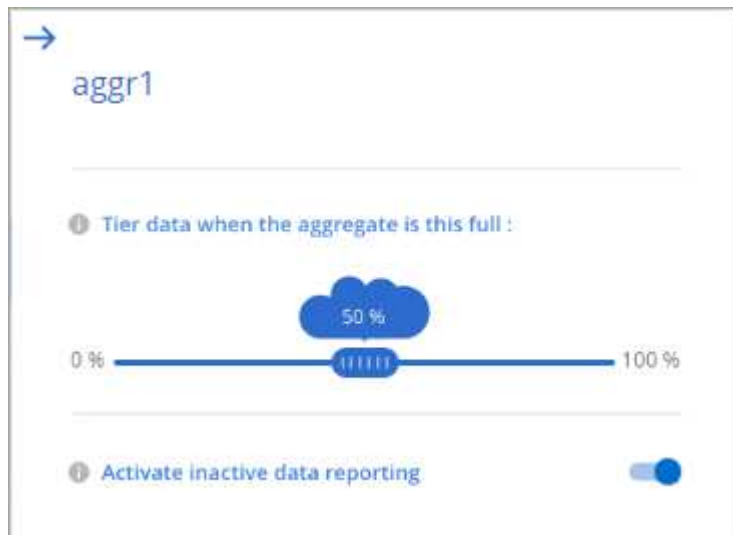 aggr1
Tier data when the aggregate is this full :
50 %
0 % 100 %
Activate inactive data reporting